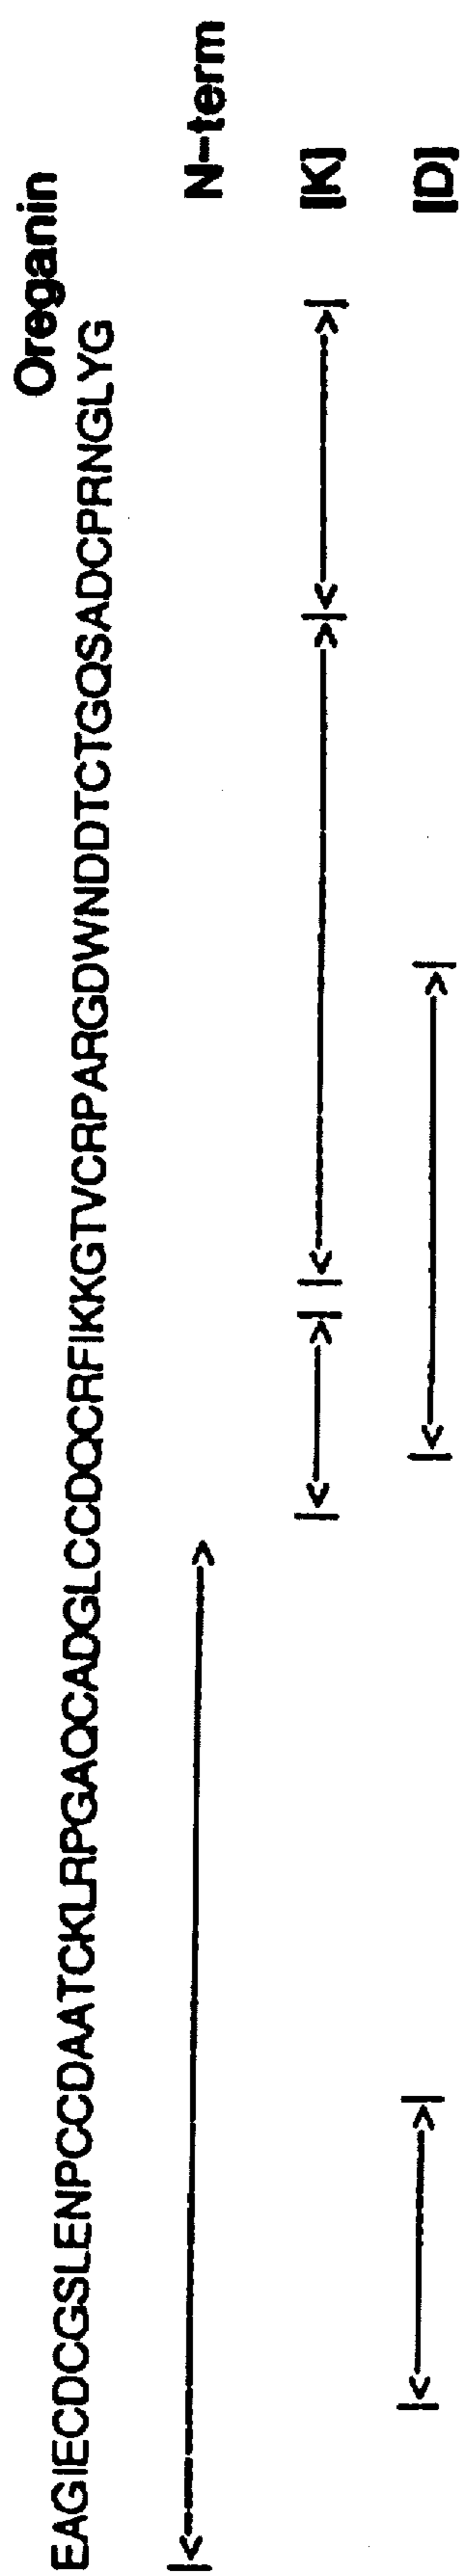 Oreganin
EAGIECDCGSLENPCCDAATCKLRPGAQCADGLCCDQCRFIKKGTVCRPARGDWNDDTCTGQSADCPRNGLYG
N-term
[K]
[D]